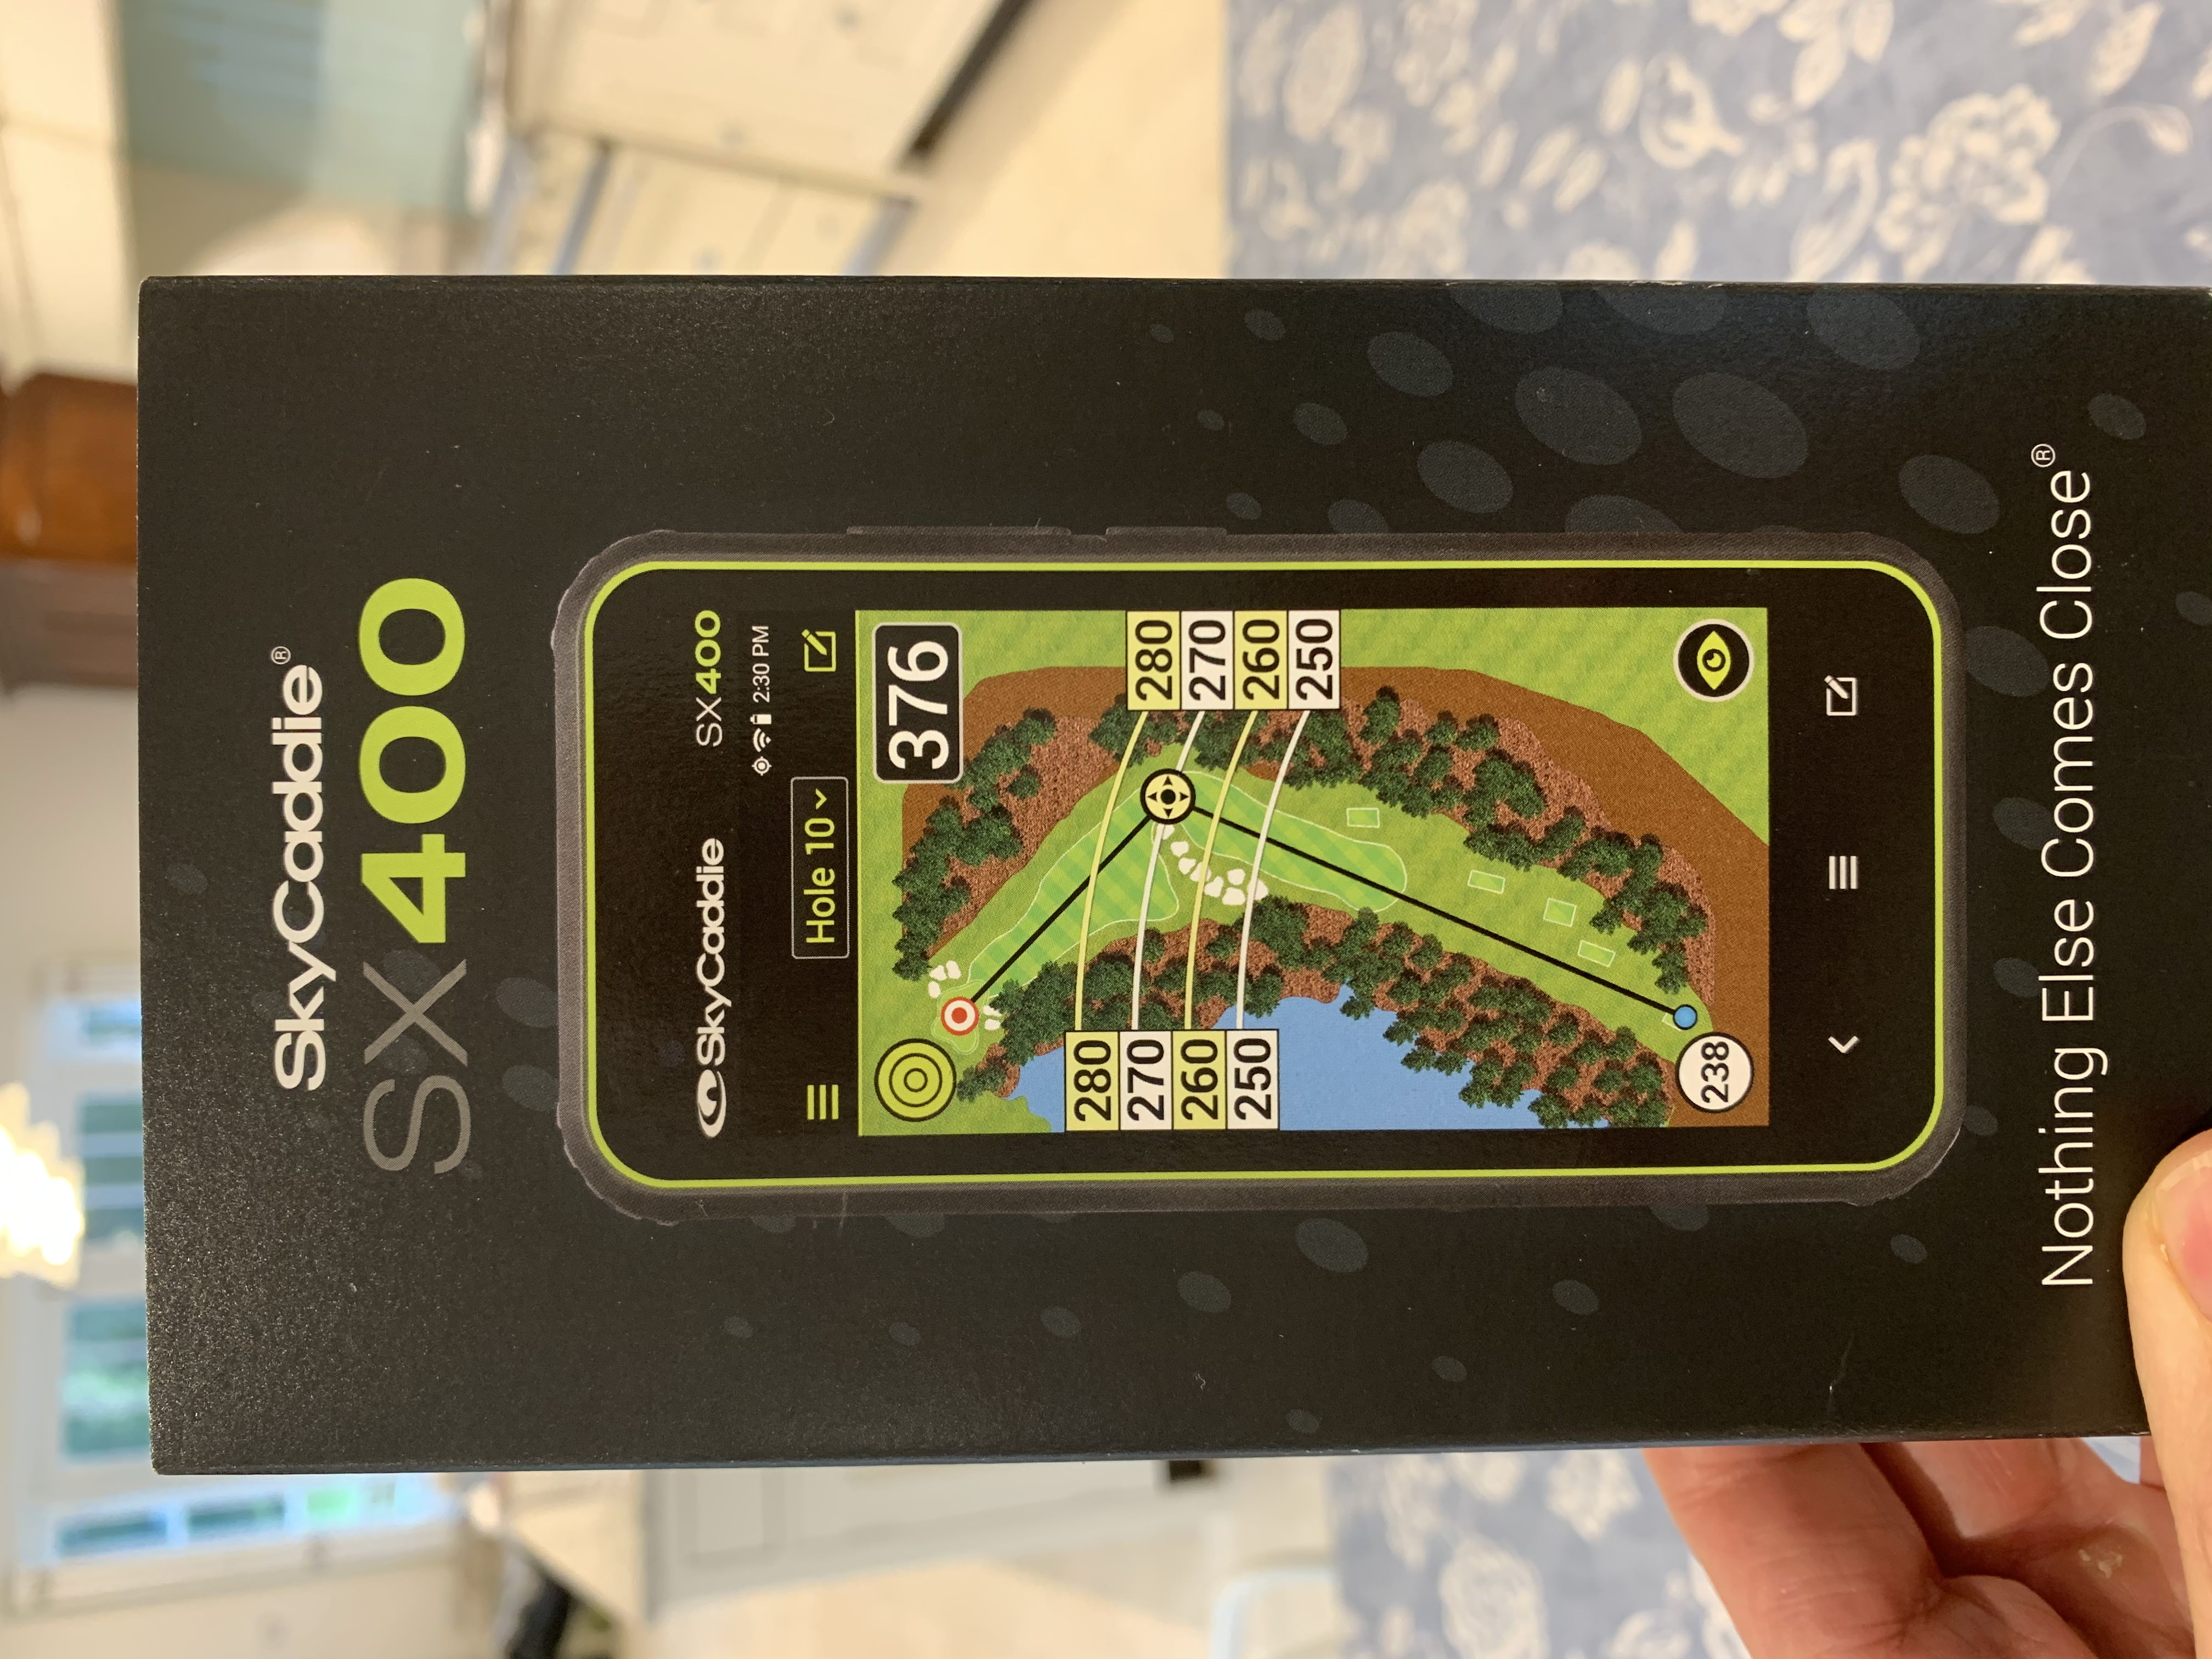 SkyCaddie®
SX400
SkyCaddie SX400
2:30 PM
Hole 10
376
280 280
270 270
260 260
250 250
238
Nothing Else Comes Close®